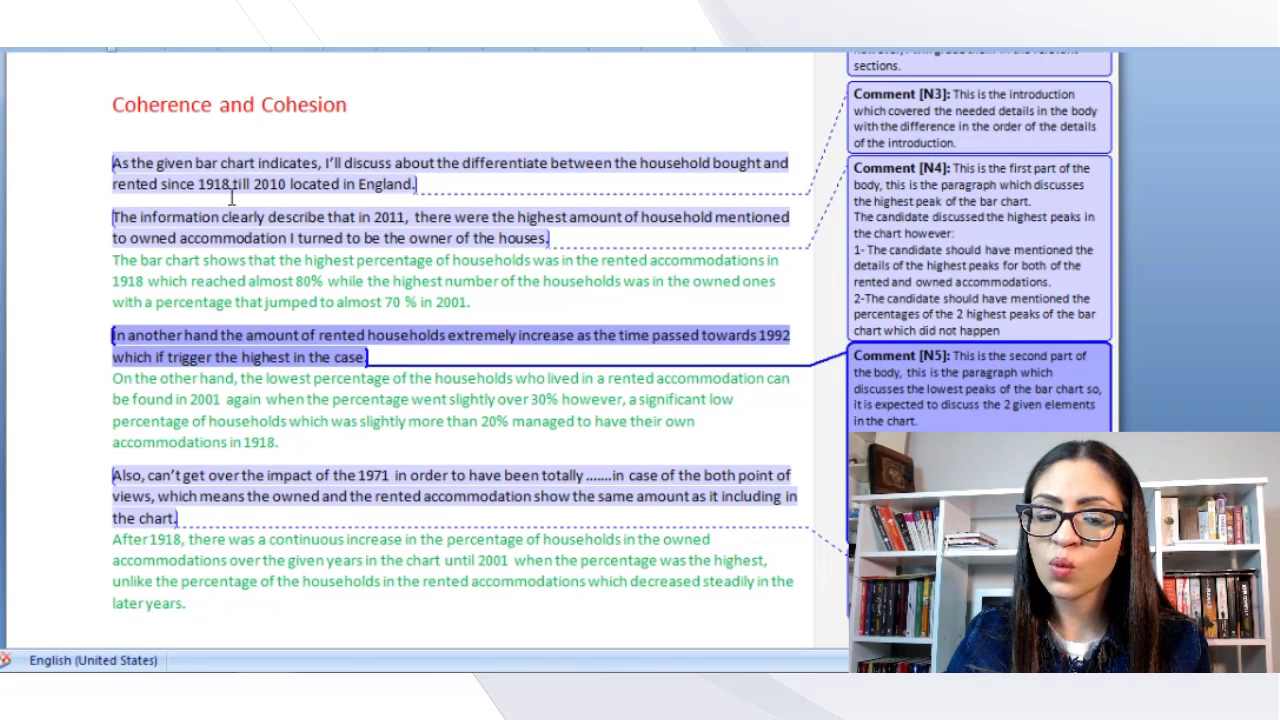 Coherence and Cohesion
As the given bar chart indicates, I'll discuss about the differentiate between the household bought and
rented since 1918 till 2010 located in England.
The information clearly describe that in 2011, there were the highest amount of household mentioned
to owned accommodation I turned to be the owner of the houses.
The bar chart shows that the highest percentage of households was in the rented accommodations in
1918 which reached almost 80% while the highest number of the households was in the owned ones
with a percentage that jumped to almost 70 % in 2001.
In another hand the amount of rented households extremely increase as the time passed towards 1992
which if trigger the highest in the case.
On the other hand, the lowest percentage of the households who lived in a rented accommodation can
be found in 2001 again when the percentage went slightly over 30% however, a significant low
percentage of households which was slightly more than 20% managed to have their own
accommodations in 1918.
Also, can't get over the impact of the 1971 in order to have been totally .......in case of the both point of
views, which means the owned and the rented accommodation show the same amount as it including in
the chart.
After 1918, there was a continuous increase in the percentage of households in the owned
accommodations over the given years in the chart until 2001 when the percentage was the highest,
unlike the percentage of the households in the rented accommodations which decreased steadily in the
later years.
sections.
Comment [N3]: This is the introduction
which covered the needed details in the body
with the difference in the order of the details
of the introduction.
Comment [N4]: This is the first part of the
body, this is the paragraph which discusses
the highest peak of the bar chart.
The candidate discussed the highest peaks in
the chart however:
1- The candidate should have mentioned the
details of the highest peaks for both of the
rented and owned accommodations.
2-The candidate should have mentioned the
percentages of the 2 highest peaks of the bar
chart which did not happen
Comment [N5]: This is the second part of
the body, this is the paragraph which
discusses the lowest peaks of the bar chart so,
it is expected to discuss the 2 given elements
in the chart.
English (United States)